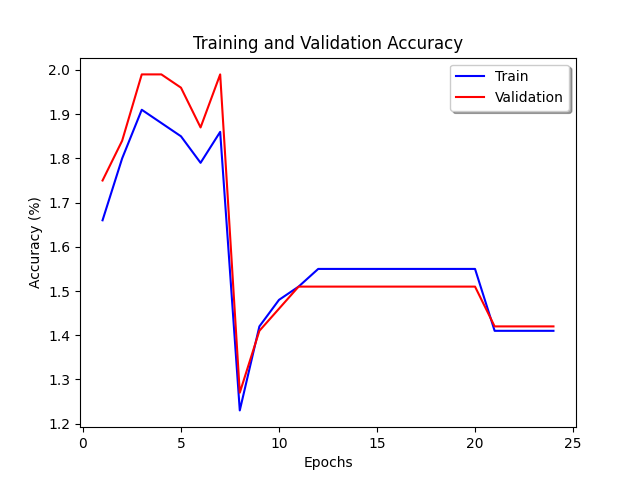 Training and Validation Accuracy
Train
Validation
2.0
1.9
1.8
1.7
1.6
1.5
1.4
1.3
1.2
Accuracy (%)
0 5 10 15 20 25
Epochs